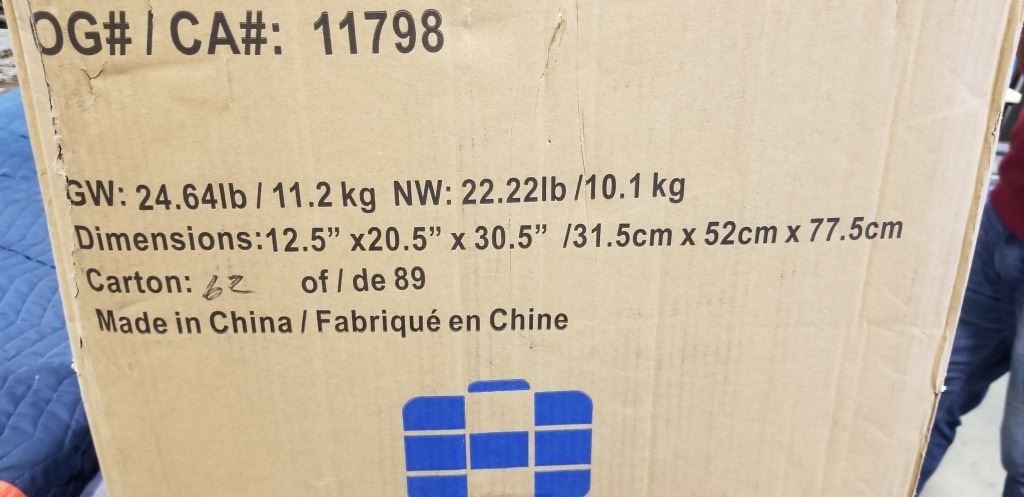 OG# / CA#: 11798
GW: 24.64lb / 11.2 kg NW: 22.22lb /10.1 kg
Dimensions:12.5” x20.5” x 30.5” /31.5cm x 52cm x 77.5cm
Carton: 62 of / de 89
Made in China / Fabriqué en Chine